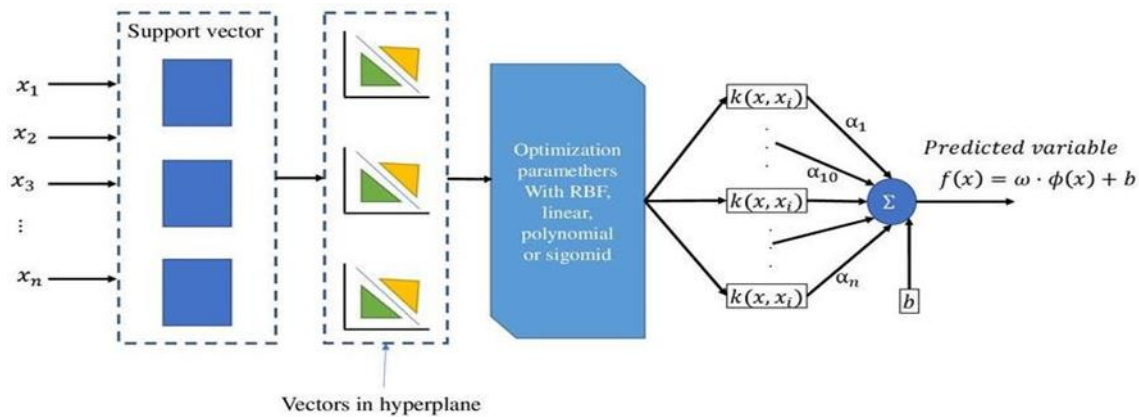 Support vector
x₁
x₂
x₃
⋮
xₙ
Vectors in hyperplane
Optimization
paramethers
With RBF,
linear,
polynomial
or sigomid
k(x, xᵢ)
α₁
α₁₀
k(x, xᵢ)
αₙ
k(x, xᵢ)
Σ
b
Predicted variable
f(x) = ω · ϕ(x) + b